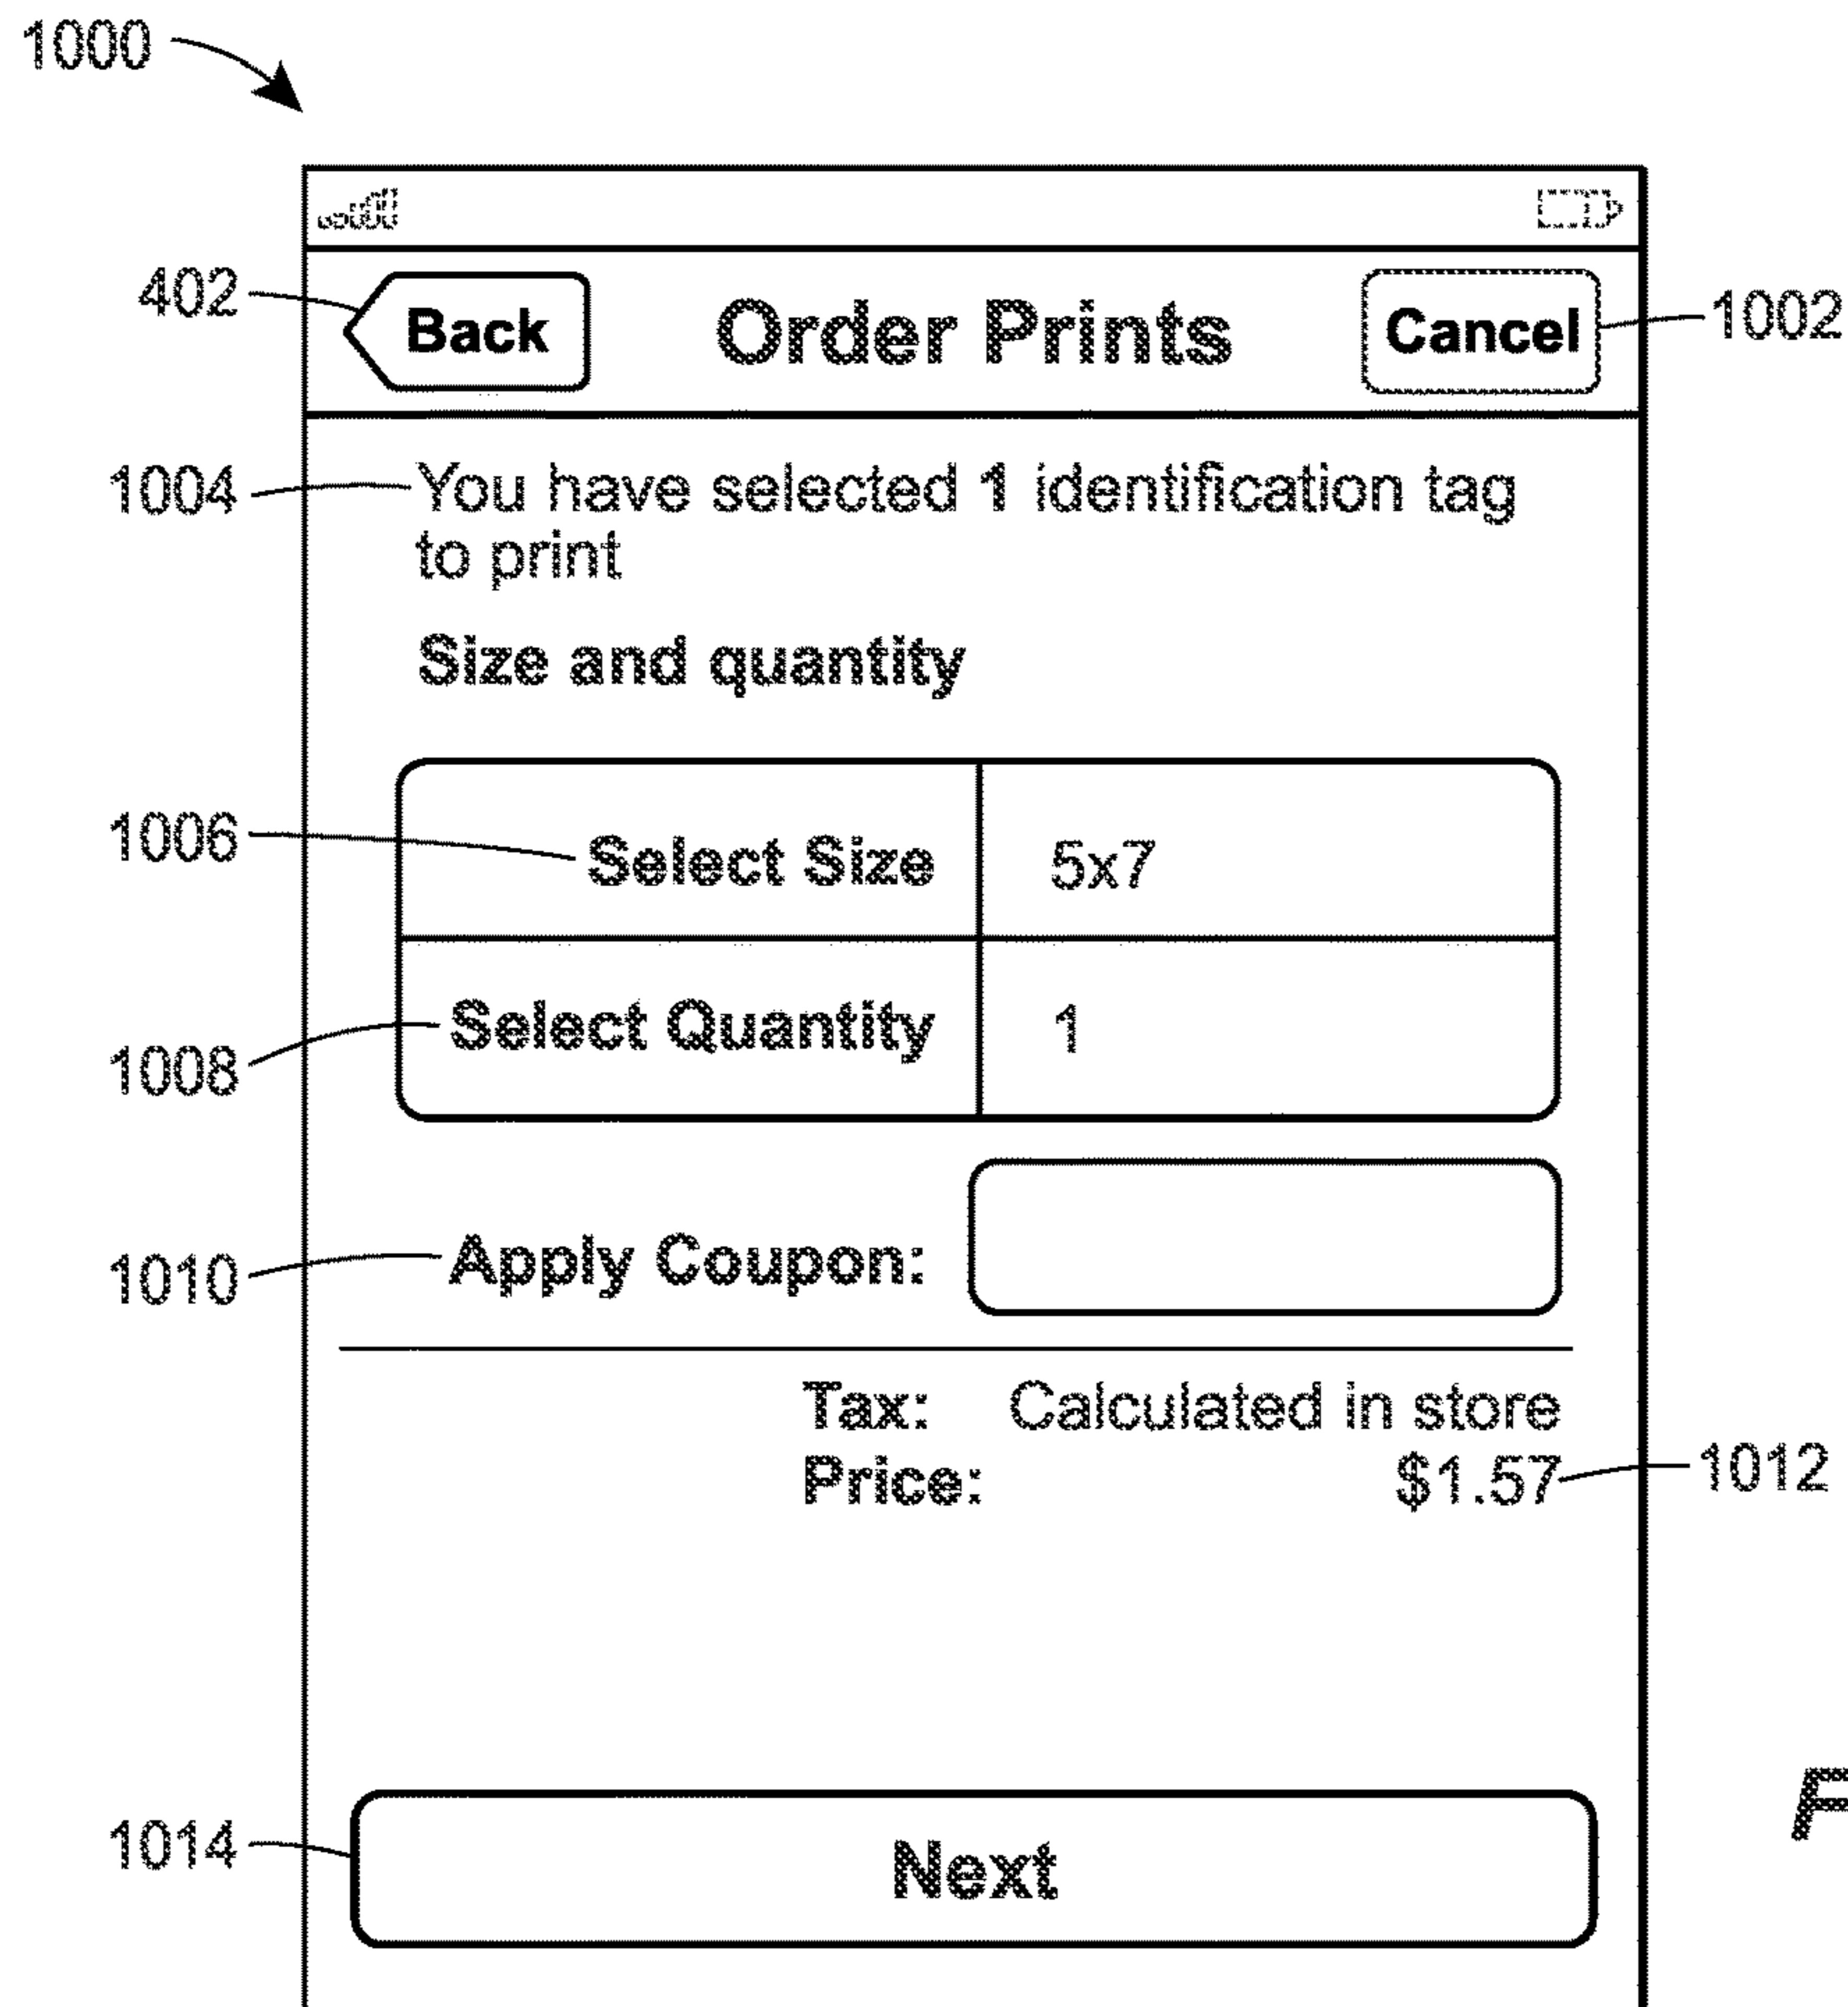 1000
402
Back
Order Prints
Cancel
1002
1004
You have selected 1 identification tag
to print
Size and quantity
1006
Select Size
5x7
1008
Select Quantity
1
1010
Apply Coupon:
Tax: Calculated in store
Price: $1.57
1012
F
1014
Next